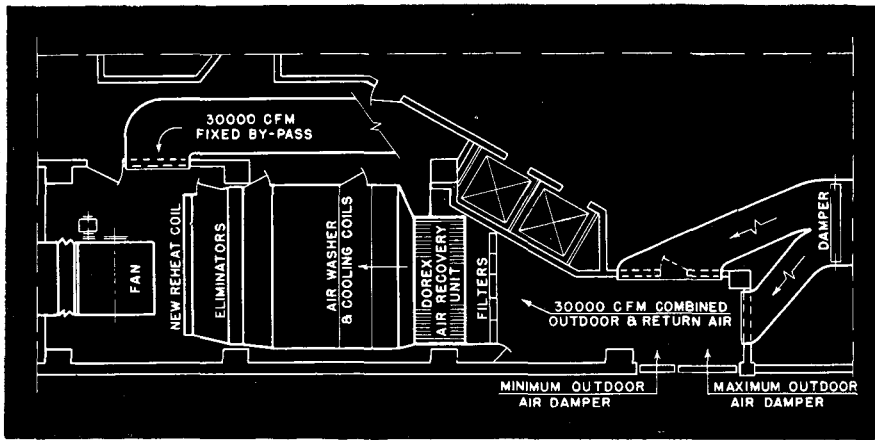 30000 CFM
FIXED BY-PASS
FAN
NEW REHEAT COIL
ELIMINATORS
AIR WASHER
& COOLING COILS
DOREX
AIR RECOVERY
UNIT
FILTERS
DAMPER
30000 CFM COMBINED
OUTDOOR & RETURN AIR
MINIMUM OUTDOOR
AIR DAMPER
MAXIMUM OUTDOOR
AIR DAMPER